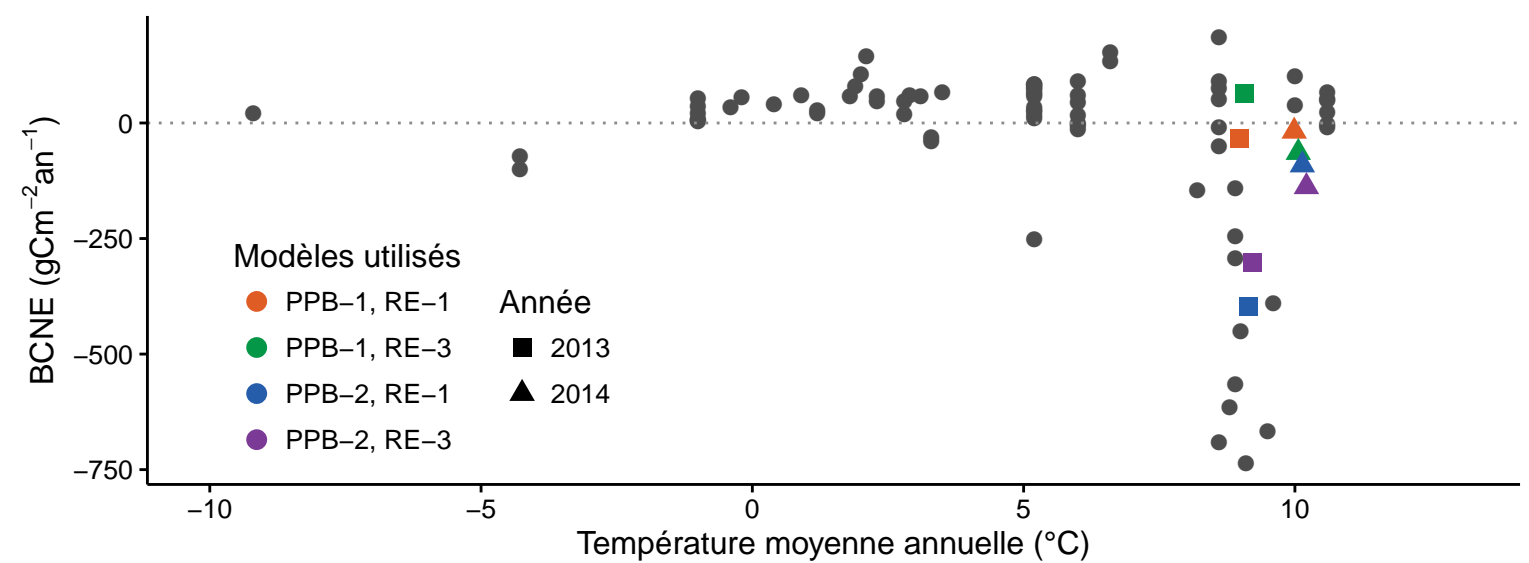 BCNE (gCm−2an−1)
0
−250
−500
−750
Modèles utilisés
PPB−1, RE−1
PPB−1, RE−3
PPB−2, RE−1
PPB−2, RE−3
Année
2013
2014
−10 −5 0 5 10
Température moyenne annuelle (°C)